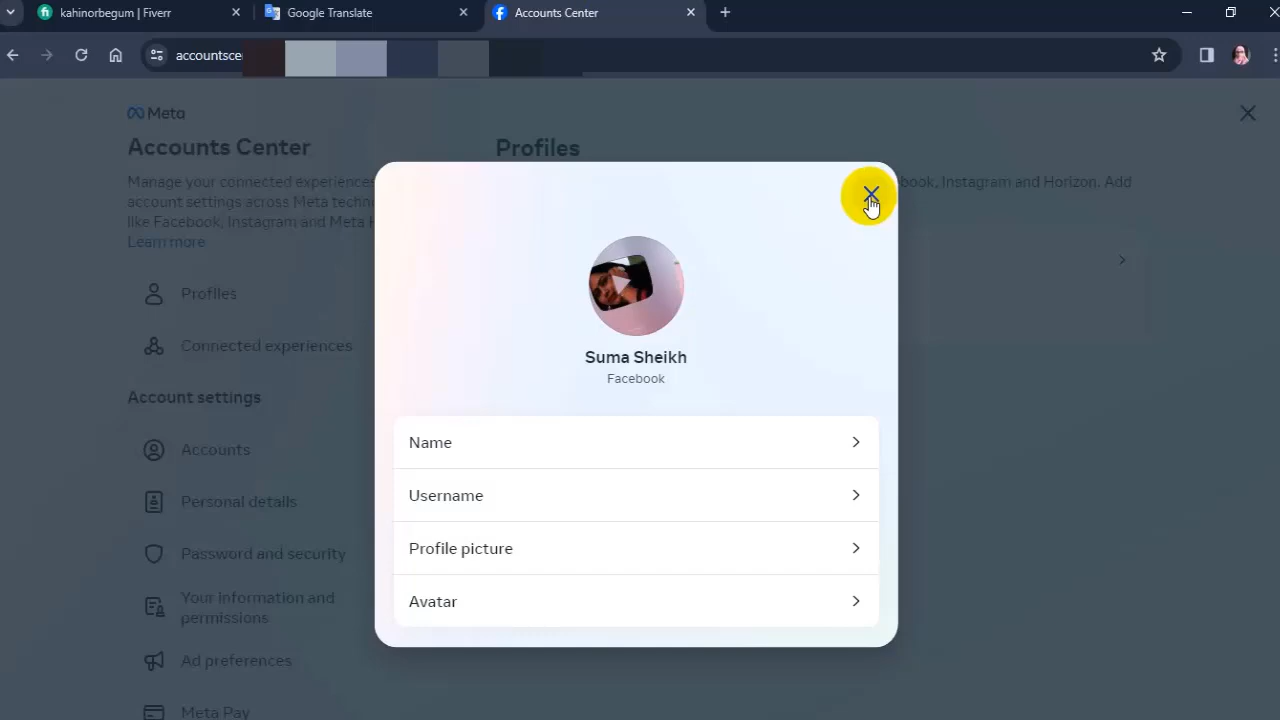 kahinorbegum | Fiverr
Google Translate
Accounts Center
accountsce
Meta
Accounts Center
Manage your connected experience
account settings across Meta techn
like Facebook, Instagram and Meta H
Learn more
Profiles
Connected experiences
Account settings
Accounts
Personal details
Password and security
Your information and
permissions
Ad preferences
Meta Pay
Profiles
book, Instagram and Horizon. Add
Suma Sheikh
Facebook
Name
Username
Profile picture
Avatar